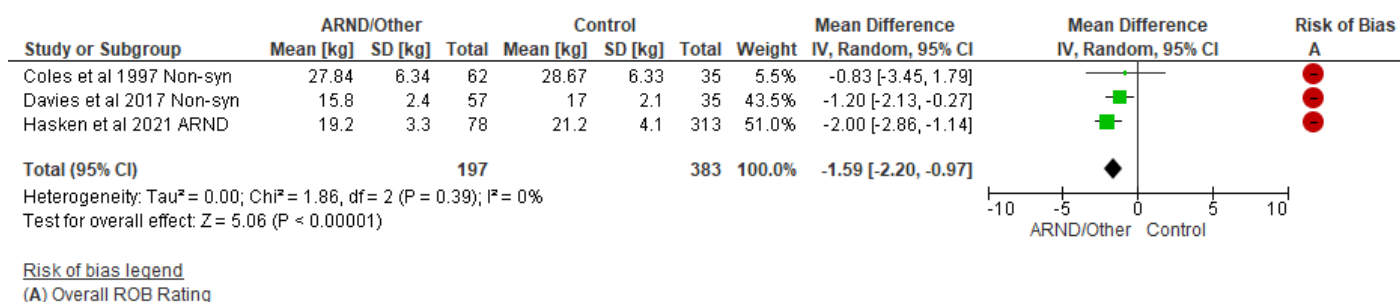 ARND/Other Control Mean Difference Mean Difference Risk of Bias
Study or Subgroup Mean [kg] SD [kg] Total Mean [kg] SD [kg] Total Weight IV, Random, 95% CI IV, Random, 95% CI A
Coles et al 1997 Non-syn 27.84 6.34 62 28.67 6.33 35 5.5% -0.83 [-3.45, 1.79]
Davies et al 2017 Non-syn 15.8 2.4 57 17 2.1 35 43.5% -1.20 [-2.13, -0.27]
Hasken et al 2021 ARND 19.2 3.3 78 21.2 4.1 313 51.0% -2.00 [-2.86, -1.14]
Total (95% CI) 197 383 100.0% -1.59 [-2.20, -0.97]
Heterogeneity: Tau² = 0.00; Chi² = 1.86, df = 2 (P = 0.39); I² = 0%
Test for overall effect: Z = 5.06 (P < 0.00001)
-10 -5 0 5 10
ARND/Other Control
Risk of bias legend
(A) Overall ROB Rating